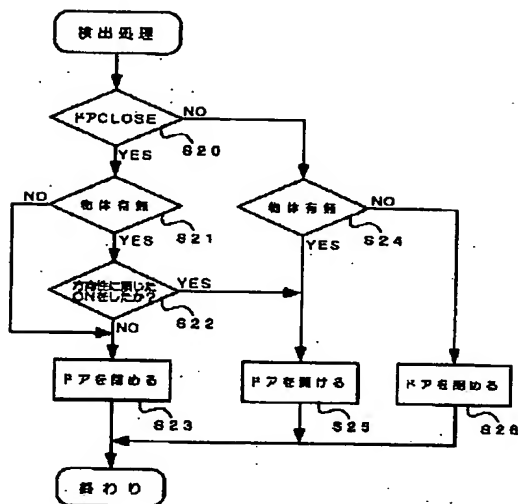 検出処理
ドアCLOSE
NO
S20
YES
NO
物体有無
S21
YES
物体有無
NO
S24
YES
方向性に順じた
ONをしたか?
YES
S22
NO
ドアを閉める
S23
ドアを開ける
S25
ドアを閉める
S26
終わり